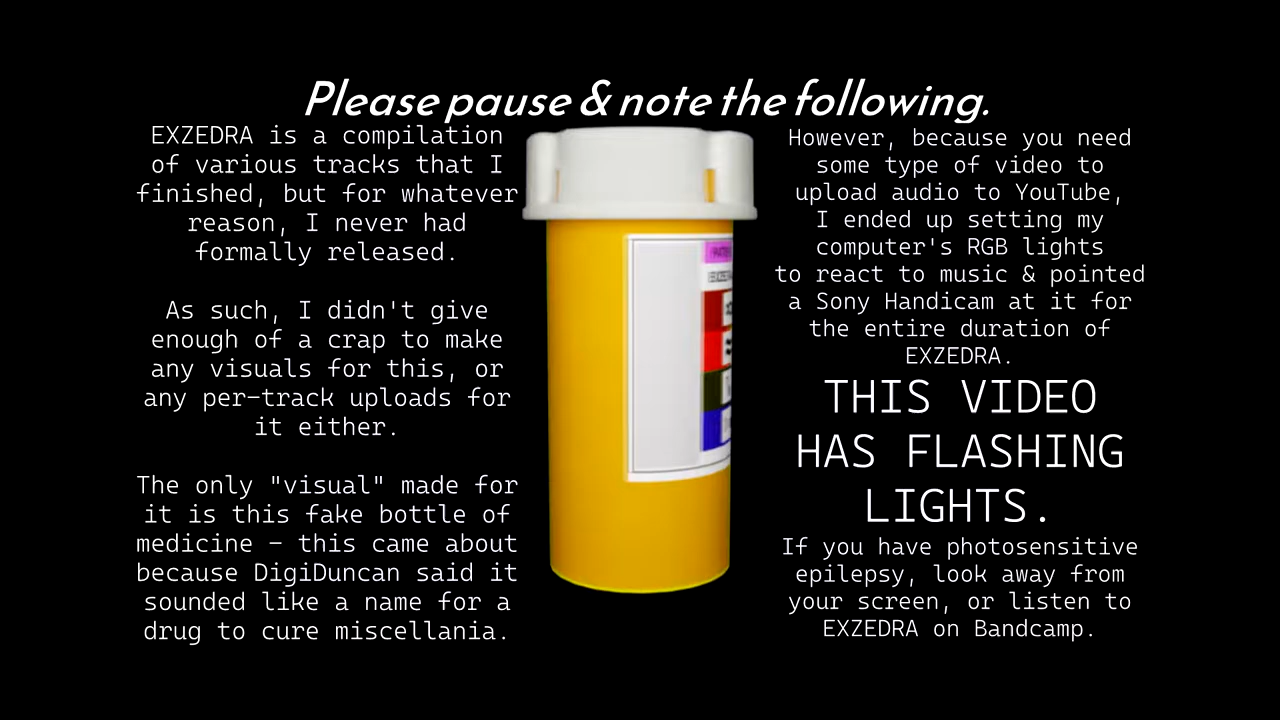 Please pause & note the following.
EXZEDRA is a compilation
of various tracks that I
finished, but for whatever
reason, I never had
formally released.
As such, I didn't give
enough of a crap to make
any visuals for this, or
any per-track uploads for
it either.
The only "visual" made for
it is this fake bottle of
medicine - this came about
because DigiDuncan said it
sounded like a name for a
drug to cure miscellania.
However, because you need
some type of video to
upload audio to YouTube,
I ended up setting my
computer's RGB lights
to react to music & pointed
a Sony Handicam at it for
the entire duration of
EXZEDRA.
THIS VIDEO
HAS FLASHING
LIGHTS.
If you have photosensitive
epilepsy, look away from
your screen, or listen to
EXZEDRA on Bandcamp.